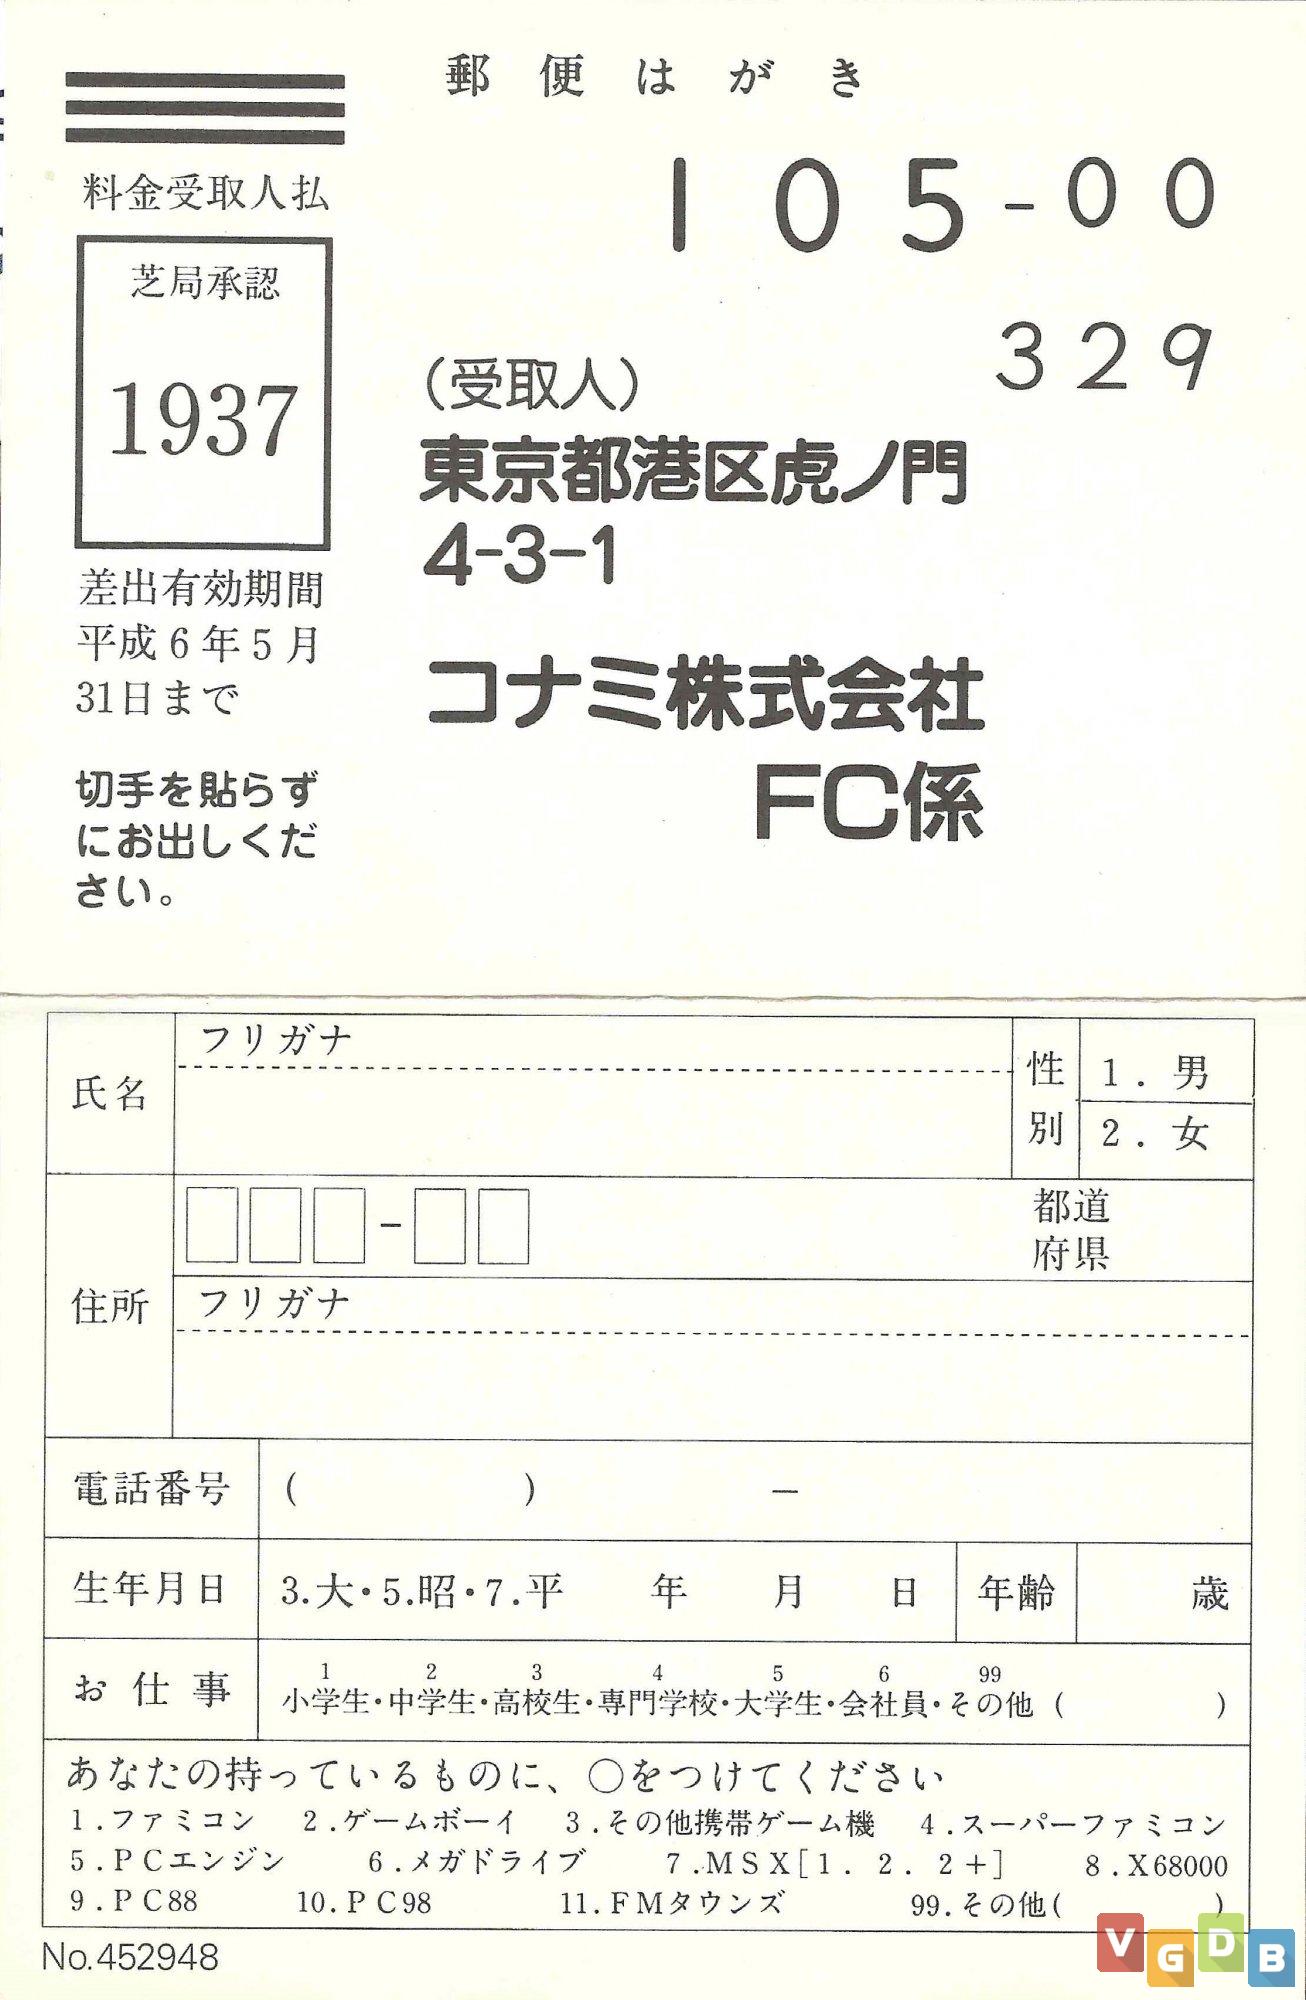 郵便はがき
料金受取人払
芝局承認
1937
差出有効期間
平成6年5月
31日まで
切手を貼らず
にお出しくだ
さい。
105-00
329
(受取人)
東京都港区虎ノ門
4-3-1
コナミ株式会社
FC係
氏名
フリガナ
性別
1. 男
2. 女
住所
□□□-□□
都道
府県
フリガナ
電話番号
(　　　)　　　―
生年月日
3.大・5.昭・7.平　　年　　月　　日
年齢
歳
お仕事
1 2 3 4 5 6 99
小学生・中学生・高校生・専門学校・大学生・会社員・その他(　　　)
あなたの持っているものに、○をつけてください
1.ファミコン 2.ゲームボーイ 3.その他携帯ゲーム機 4.スーパーファミコン
5.PCエンジン 6.メガドライブ 7.MSX[1. 2. 2+] 8.X68000
9.PC88 10.PC98 11.FMタウンズ 99.その他(　　　)
No.452948
VGDB